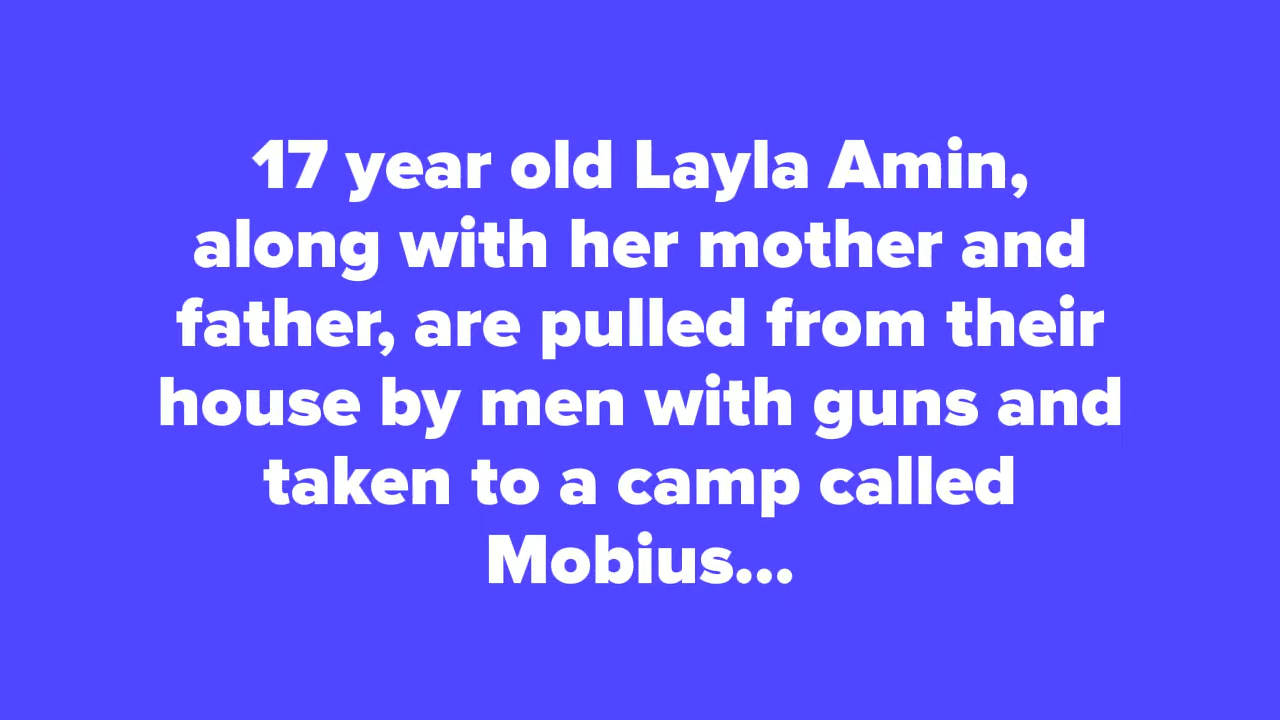 17 year old Layla Amin,
along with her mother and
father, are pulled from their
house by men with guns and
taken to a camp called
Mobius...